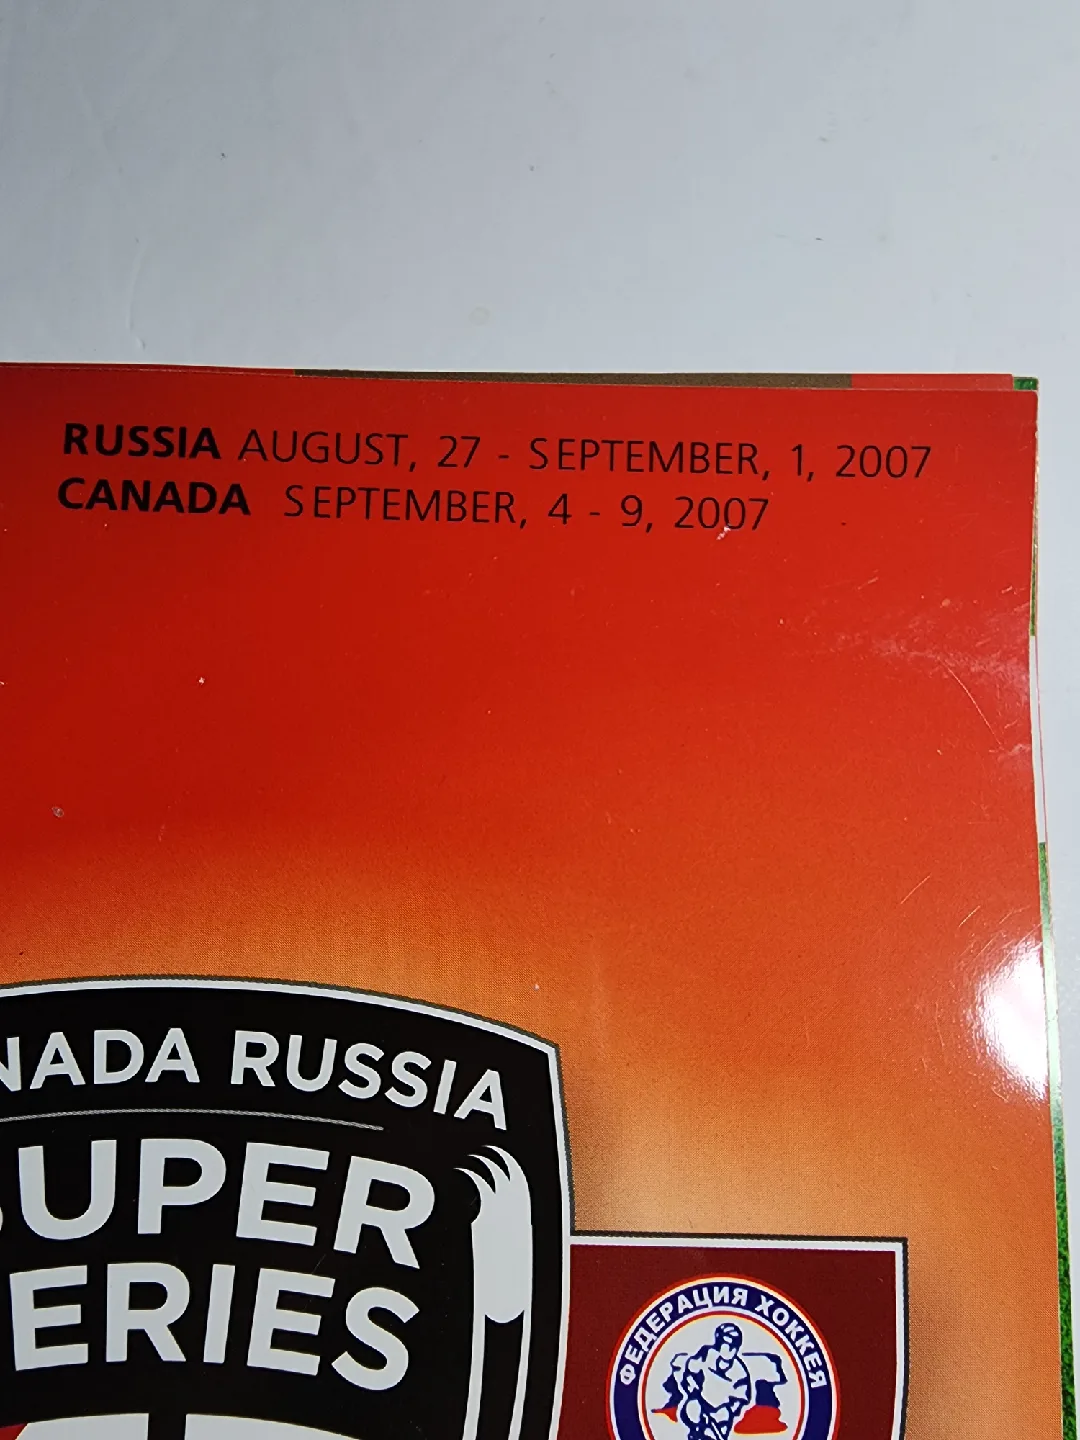 RUSSIA AUGUST, 27 - SEPTEMBER, 1, 2007
CANADA SEPTEMBER, 4 - 9, 2007
NADA RUSSIA
UPER
ERIES
ФЕДЕРАЦИЯ ХОККЕЯ